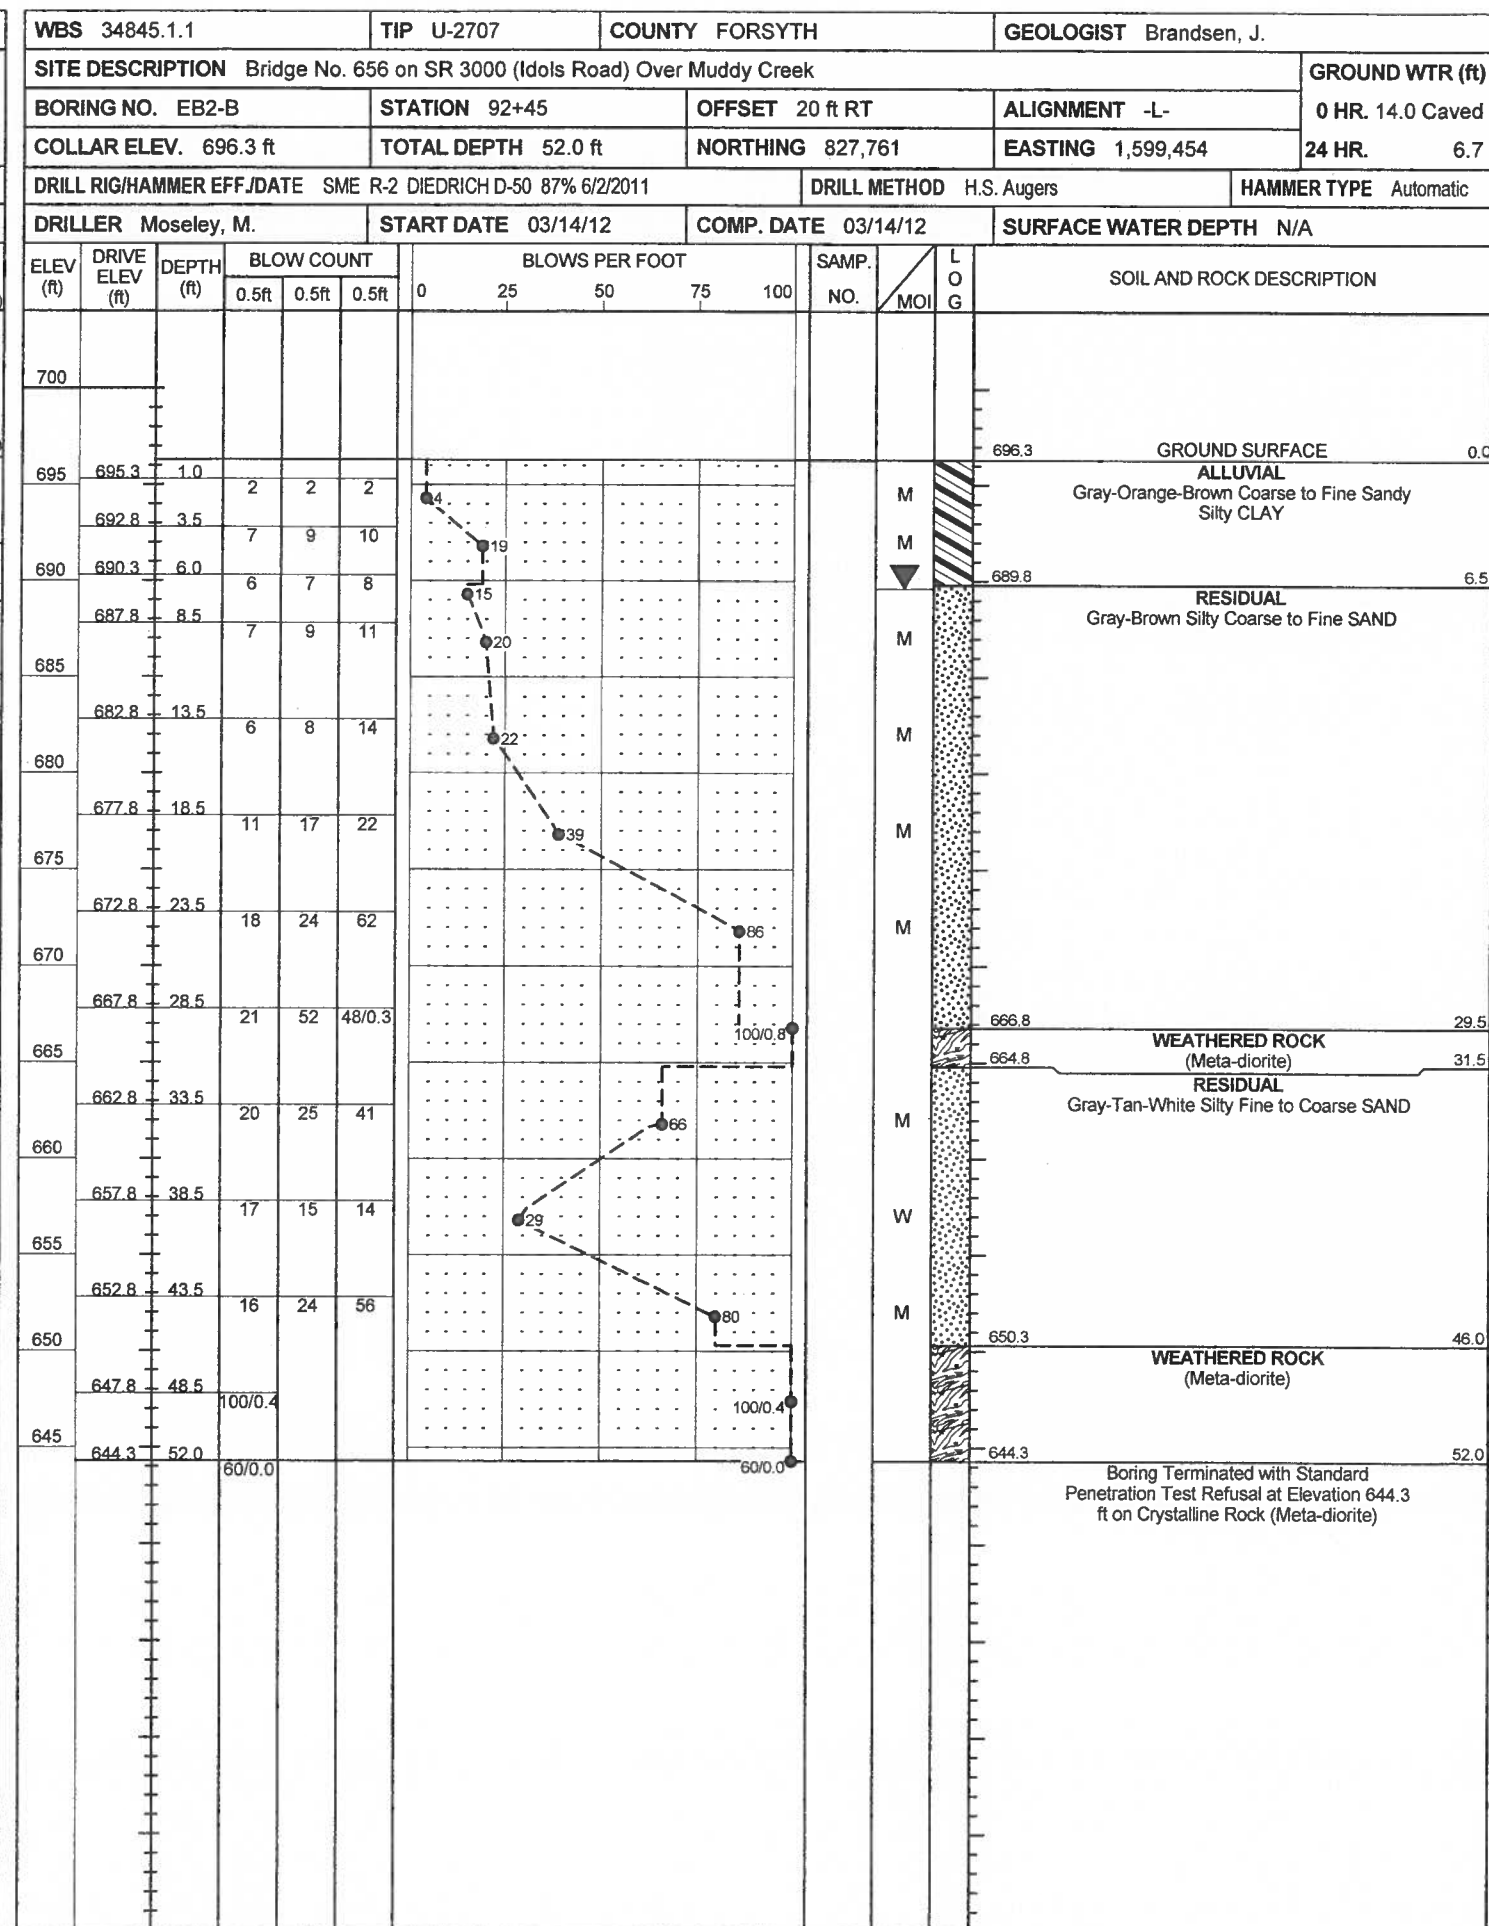 WBS 34845.1.1 TIP U-2707 COUNTY FORSYTH GEOLOGIST Brandsen, J.
SITE DESCRIPTION Bridge No. 656 on SR 3000 (Idols Road) Over Muddy Creek GROUND WTR (ft)
BORING NO. EB2-B STATION 92+45 OFFSET 20 ft RT ALIGNMENT -L- 0 HR. 14.0 Caved
COLLAR ELEV. 696.3 ft TOTAL DEPTH 52.0 ft NORTHING 827,761 EASTING 1,599,454 24 HR. 6.7
DRILL RIG/HAMMER EFF./DATE SME R-2 DIEDRICH D-50 87% 6/2/2011 DRILL METHOD H.S. Augers HAMMER TYPE Automatic
DRILLER Moseley, M. START DATE 03/14/12 COMP. DATE 03/14/12 SURFACE WATER DEPTH N/A
ELEV (ft) DRIVE ELEV (ft) DEPTH (ft) BLOW COUNT BLOWS PER FOOT SAMP. NO. MOI LOG SOIL AND ROCK DESCRIPTION
0.5ft 0.5ft 0.5ft 0 25 50 75 100
700
696.3 GROUND SURFACE 0.0
695 695.3 1.0 ALLUVIAL
2 2 2 4 M Gray-Orange-Brown Coarse to Fine Sandy
Silty CLAY
692.8 3.5
7 9 10 19 M
690 690.3 6.0
6 7 8 689.8 6.5
15 RESIDUAL
Gray-Brown Silty Coarse to Fine SAND
687.8 8.5
7 9 11 20 M
685
682.8 13.5
6 8 14 22 M
680
677.8 18.5
11 17 22 39 M
675
672.8 23.5
18 24 62 86 M
670
667.8 28.5
21 52 48/0.3 100/0.8 666.8 29.5
WEATHERED ROCK
(Meta-diorite)
665 664.8 31.5
RESIDUAL
662.8 33.5 Gray-Tan-White Silty Fine to Coarse SAND
20 25 41 66 M
660
657.8 38.5
17 15 14 29 W
655
652.8 43.5
16 24 56 80 M
650 650.3 46.0
WEATHERED ROCK
(Meta-diorite)
647.8 48.5
100/0.4 100/0.4
645
644.3 52.0 644.3 52.0
60/0.0 60/0.0
Boring Terminated with Standard
Penetration Test Refusal at Elevation 644.3
ft on Crystalline Rock (Meta-diorite)